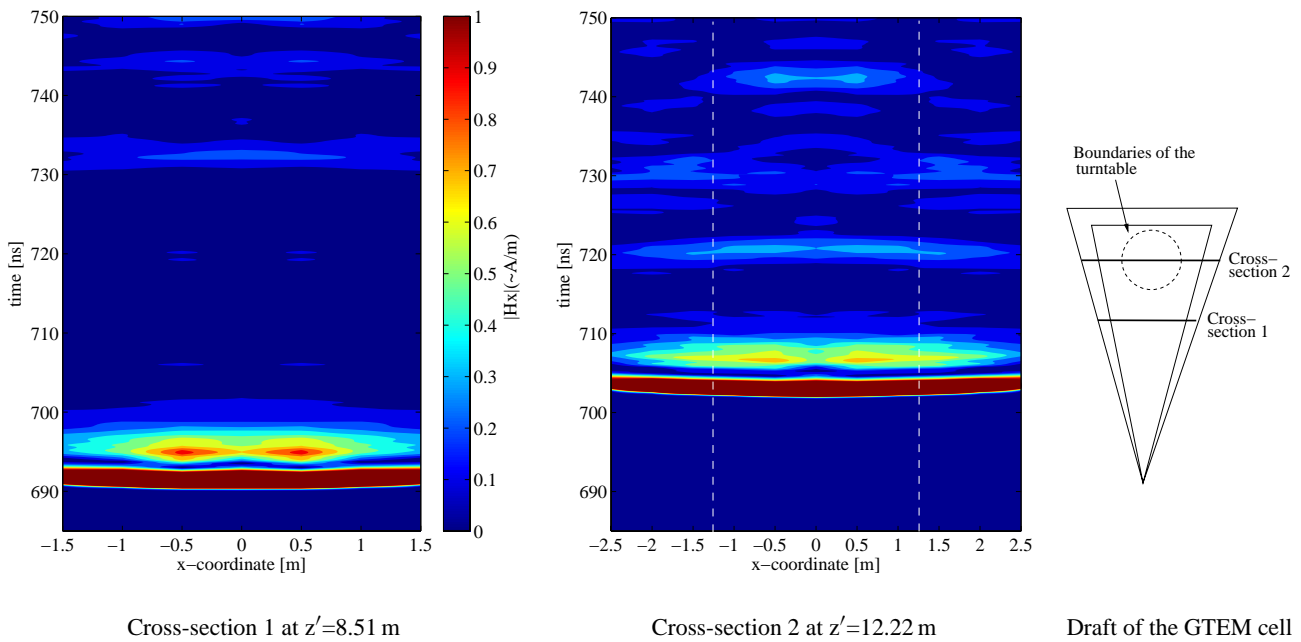 750
740
730
720
710
700
690
time [ns]
−1.5 −1 −0.5 0 0.5 1 1.5
x−coordinate [m]
1
0.9
0.8
0.7
0.6
0.5
0.4
0.3
0.2
0.1
0
|Hx|(~A/m)
750
740
730
720
710
700
690
time [ns]
−2.5 −2 −1.5 −1 −0.5 0 0.5 1 1.5 2 2.5
x−coordinate [m]
Boundaries of the
turntable
Cross−
section 2
Cross−
section 1
Cross-section 1 at z′=8.51 m
Cross-section 2 at z′=12.22 m
Draft of the GTEM cell